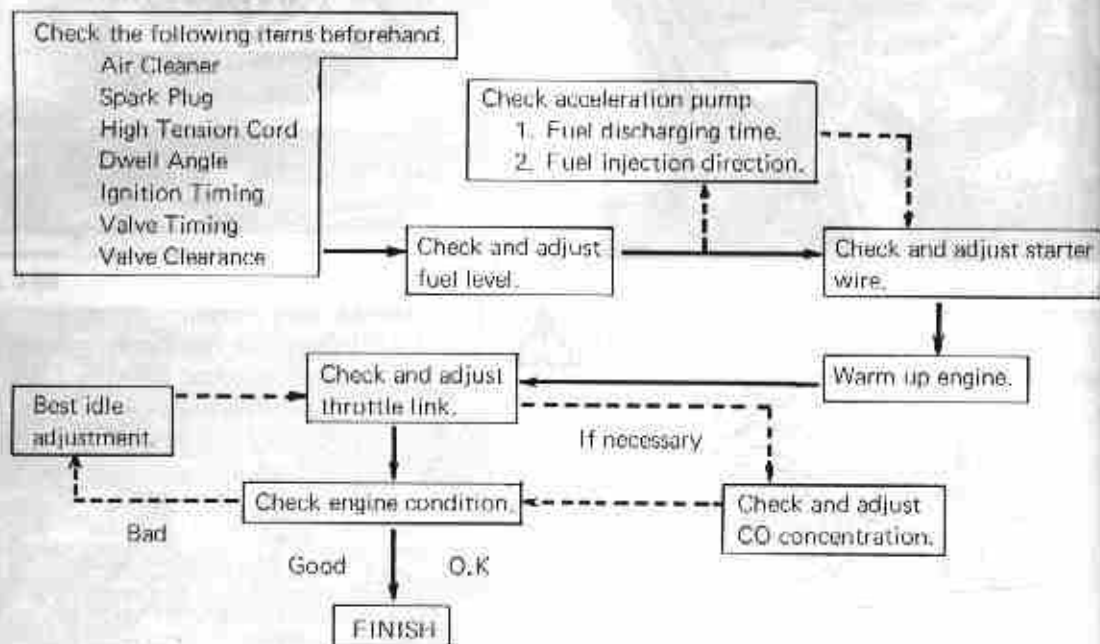 Check the following items beforehand.
Air Cleaner
Spark Plug
High Tension Cord
Dwell Angle
Ignition Timing
Valve Timing
Valve Clearance
Check acceleration pump
1. Fuel discharging time.
2. Fuel injection direction.
Check and adjust
fuel level.
Check and adjust starter
wire.
Warm up engine.
Check and adjust
throttle link.
If necessary
Best idle
adjustment.
Check engine condition.
Check and adjust
CO concentration.
Bad
Good
O.K
FINISH